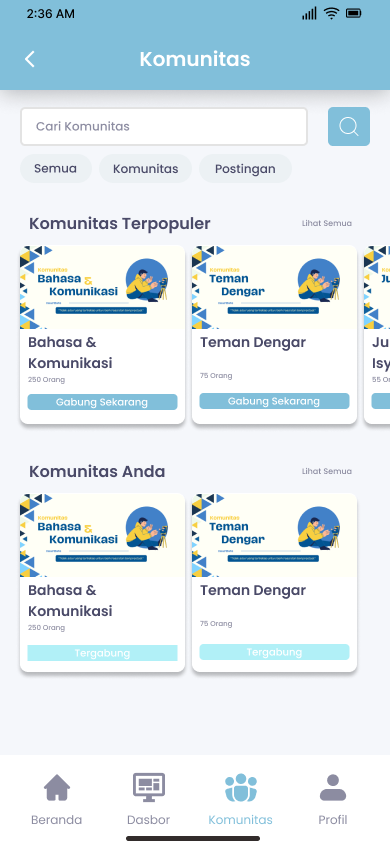 2:36 AM
Komunitas
Cari Komunitas
Semua
Komunitas
Postingan
Komunitas Terpopuler
Lihat Semua
Komunitas
Bahasa &
Komunikasi
Komunitas
Teman
Dengar
Bahasa &
Komunikasi
250 Orang
Gabung Sekarang
Teman Dengar
75 Orang
Gabung Sekarang
Ju
Isy
55 Or
Komunitas Anda
Lihat Semua
Komunitas
Bahasa &
Komunikasi
Komunitas
Teman
Dengar
Bahasa &
Komunikasi
250 Orang
Tergabung
Teman Dengar
75 Orang
Tergabung
Beranda
Dasbor
Komunitas
Profil